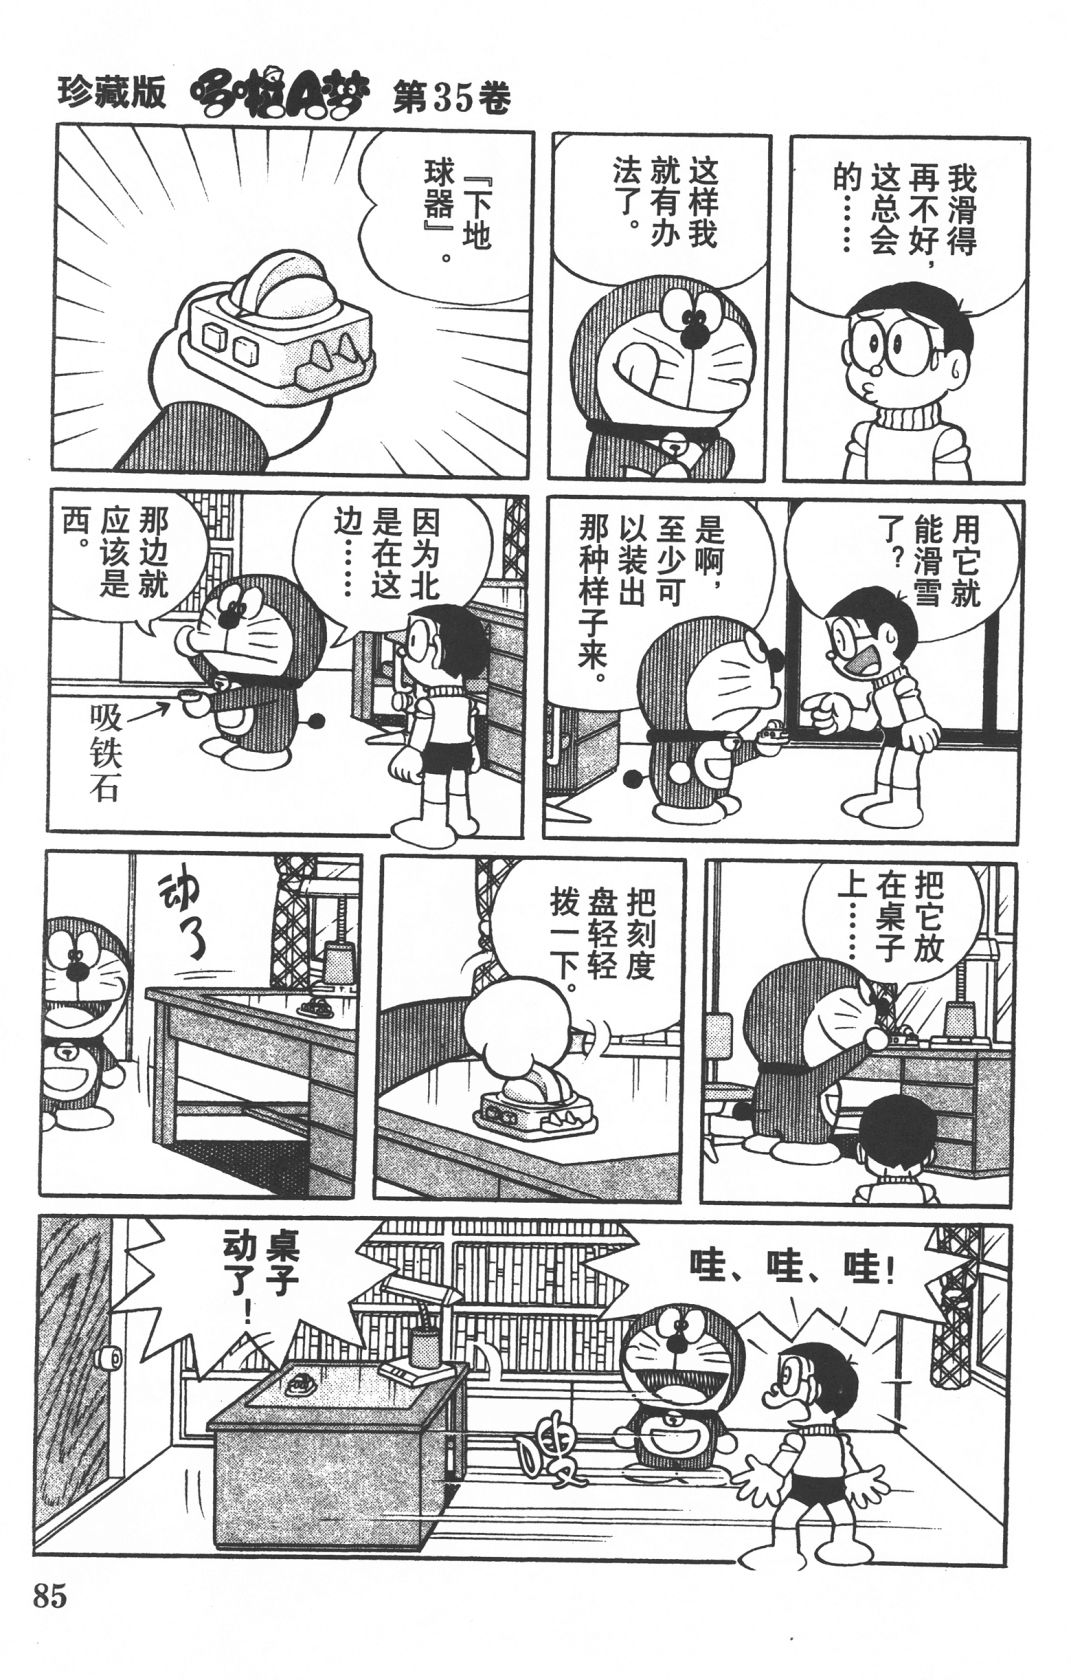 珍藏版 哆啦A梦 第35卷
我滑得
再不好，
这总会
的……
这样我
就有办
法了。
『下地
球器』。
用它就
能滑雪
了？
是啊，
至少可
以装出
那种样子来。
因为北
是在这
边……
那边就
应该是
西。
吸铁石
把它放
在桌子
上……
把刻度
盘轻轻
拨一下。
动了
哇、哇、哇！
桌子
动了！
85